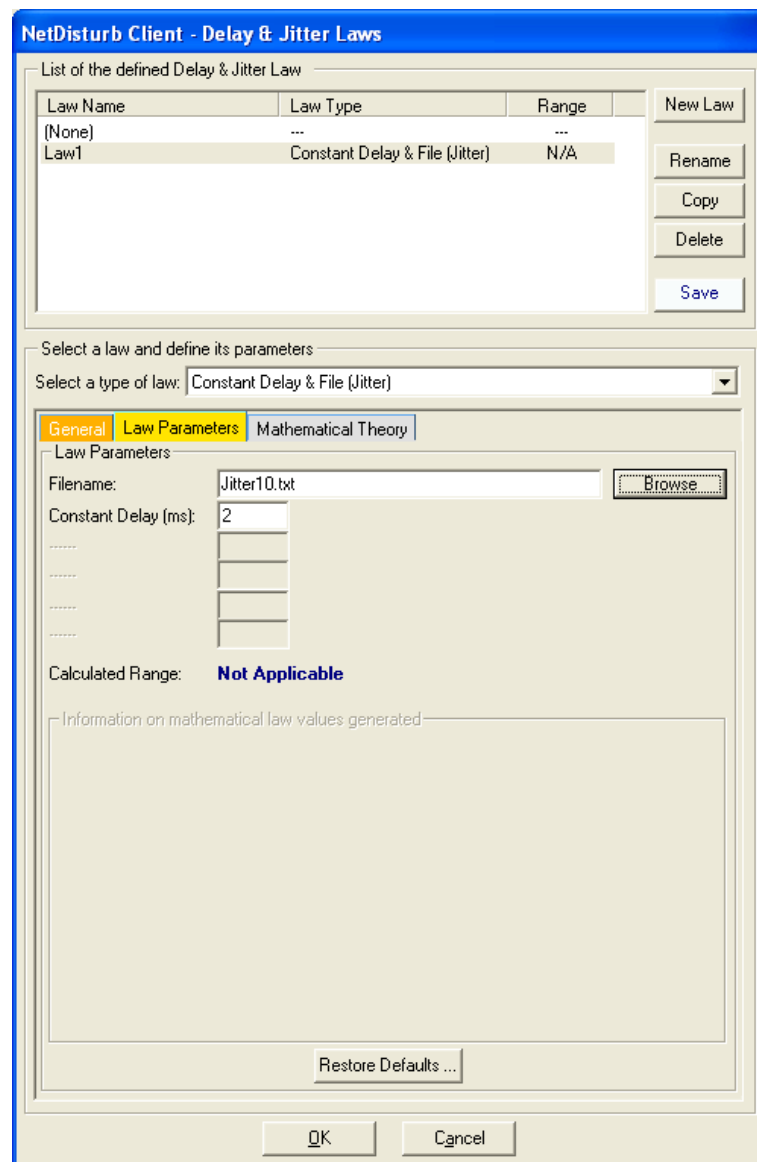 NetDisturb Client - Delay & Jitter Laws
List of the defined Delay & Jitter Law
Law Name Law Type Range
(None) --- ---
Law1 Constant Delay & File (Jitter) N/A
New Law
Rename
Copy
Delete
Save
Select a law and define its parameters
Select a type of law: Constant Delay & File (Jitter)
General Law Parameters Mathematical Theory
Law Parameters
Filename: Jitter10.txt Browse
Constant Delay (ms): 2
------
------
------
------
Calculated Range: Not Applicable
Information on mathematical law values generated
Restore Defaults ...
OK Cancel